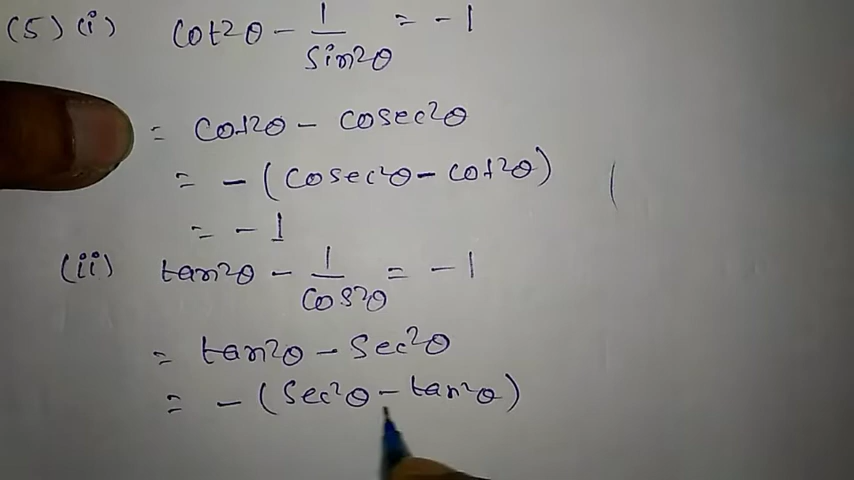 (5) (i) cot²θ - 1/sin²θ = -1
= cot²θ - cosec²θ
= -(cosec²θ - cot²θ) (
= -1
(ii) tan²θ - 1/cos²θ = -1
= tan²θ - sec²θ
= -(sec²θ - tan²θ)